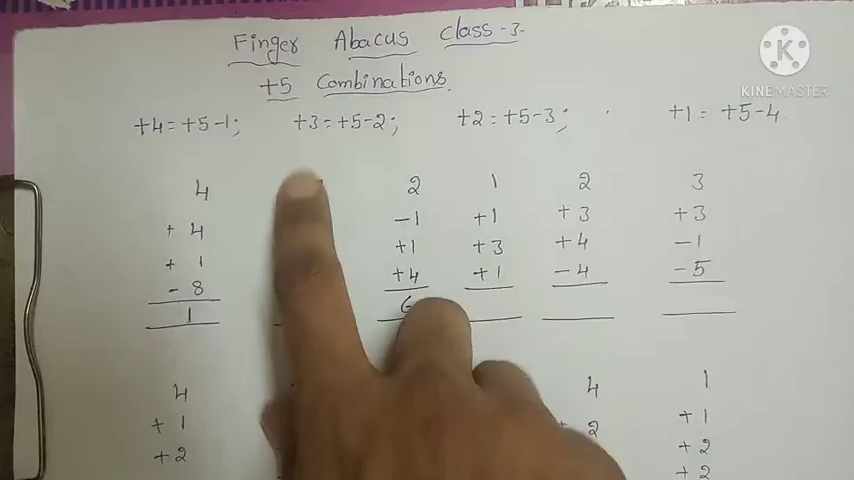 Finger Abacus Class-3.
+5 Combinations.
KINEMASTER
+4=+5-1; +3=+5-2; +2=+5-3; +1= +5-4
4 2 1 2 3
+4 -1 +1 +3 +3
+1 +1 +3 +4 -1
-8 +4 +1 -4 -5
1 6
4 4 1
+1 2 +1
+2 +2
+2